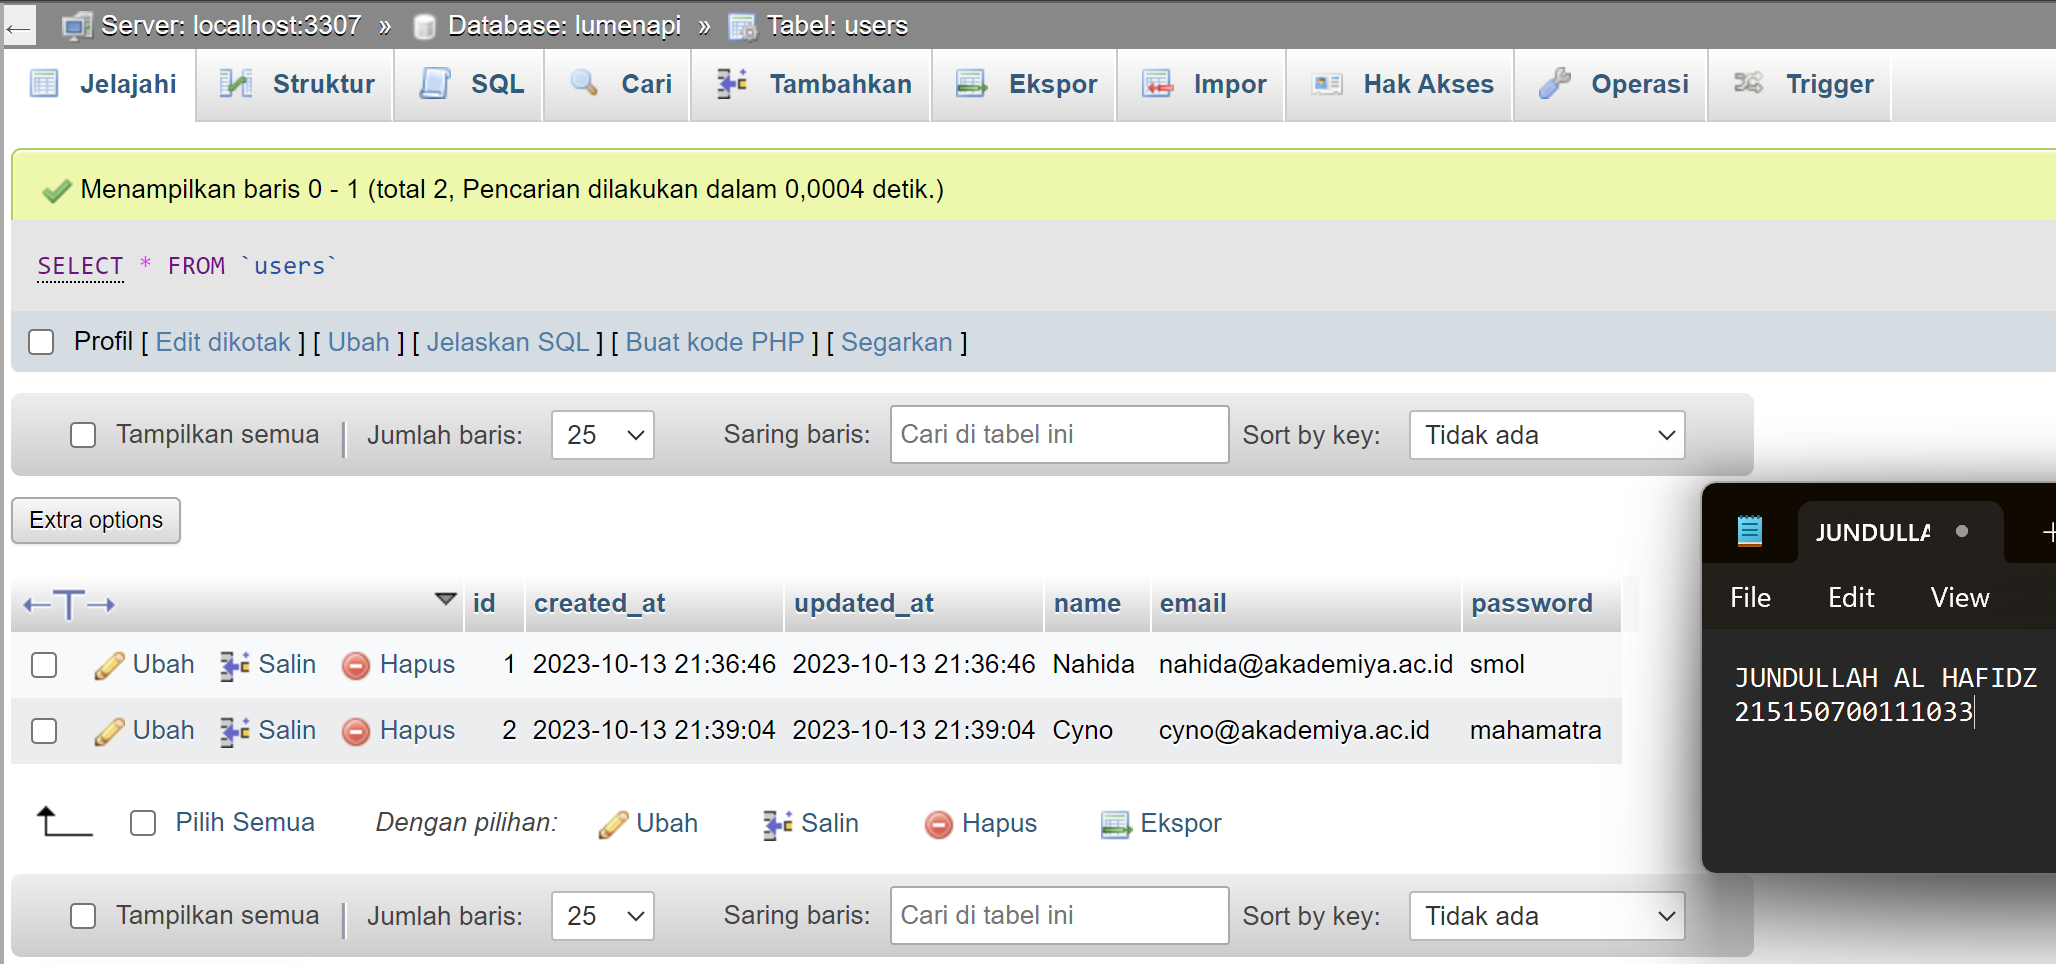 Server: localhost:3307 » Database: lumenapi » Tabel: users
Jelajahi Struktur SQL Cari Tambahkan Ekspor Impor Hak Akses Operasi Trigger
Menampilkan baris 0 - 1 (total 2, Pencarian dilakukan dalam 0,0004 detik.)
SELECT * FROM `users`
Profil [ Edit dikotak ] [ Ubah ] [ Jelaskan SQL ] [ Buat kode PHP ] [ Segarkan ]
Tampilkan semua Jumlah baris: 25 Saring baris: Cari di tabel ini Sort by key: Tidak ada
Extra options
id created_at updated_at name email password
Ubah Salin Hapus 1 2023-10-13 21:36:46 2023-10-13 21:36:46 Nahida nahida@akademiya.ac.id smol
Ubah Salin Hapus 2 2023-10-13 21:39:04 2023-10-13 21:39:04 Cyno cyno@akademiya.ac.id mahamatra
Pilih Semua Dengan pilihan: Ubah Salin Hapus Ekspor
Tampilkan semua Jumlah baris: 25 Saring baris: Cari di tabel ini Sort by key: Tidak ada
JUNDULLA
File Edit View
JUNDULLAH AL HAFIDZ
215150700111033